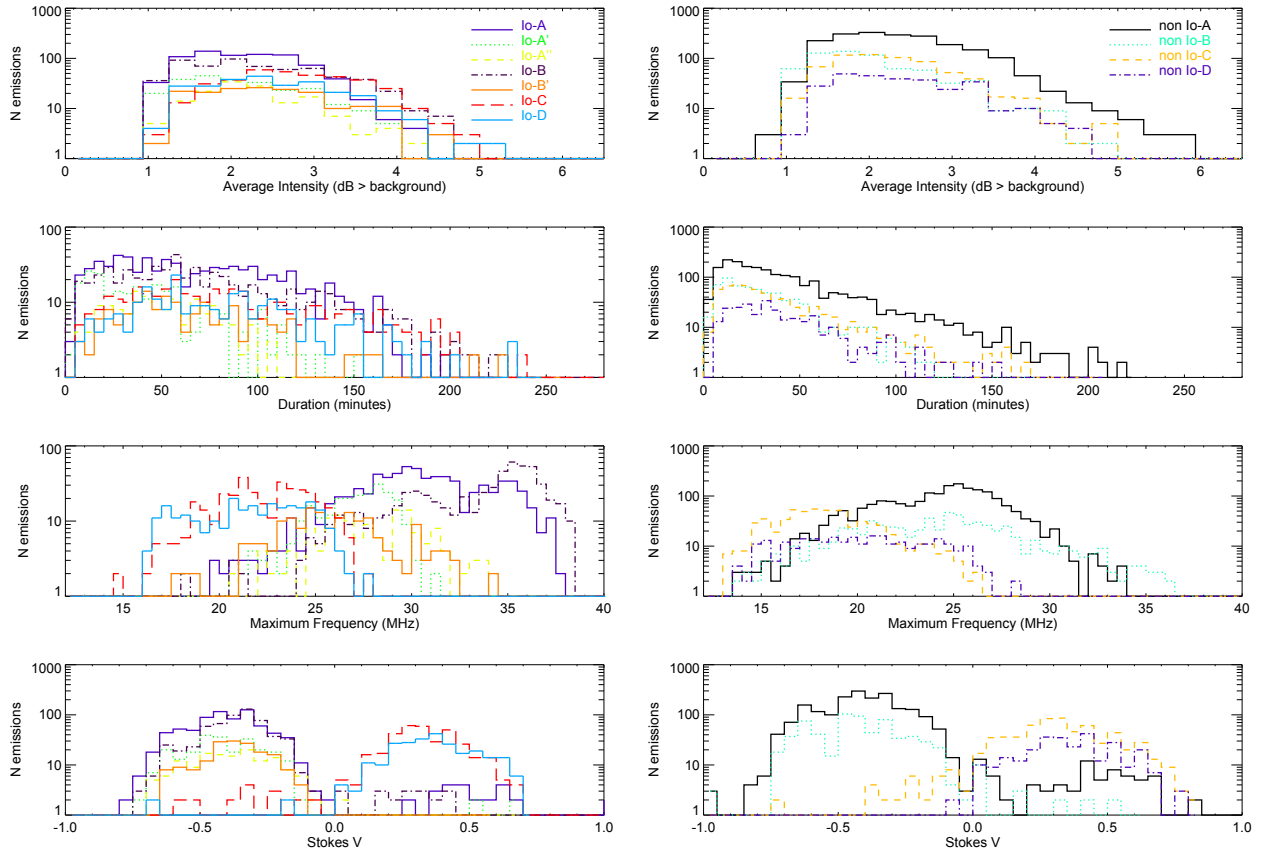 1000
100
10
1
N emissions
Io-A
Io-A'
Io-A''
Io-B
Io-B'
Io-C
Io-D
1 2 3 4 5 6
Average Intensity (dB > background)
1000
100
10
1
N emissions
non Io-A
non Io-B
non Io-C
non Io-D
0 1 2 3 4 5 6
Average Intensity (dB > background)
100
10
1
N emissions
0 50 100 150 200 250
Duration (minutes)
1000
100
10
1
N emissions
0 50 100 150 200 250
Duration (minutes)
100
10
1
N emissions
15 20 25 30 35 40
Maximum Frequency (MHz)
1000
100
10
1
N emissions
15 20 25 30 35 40
Maximum Frequency (MHz)
1000
100
10
1
N emissions
-1.0 -0.5 0.0 0.5 1.0
Stokes V
1000
100
10
1
N emissions
-1.0 -0.5 0.0 0.5 1.0
Stokes V